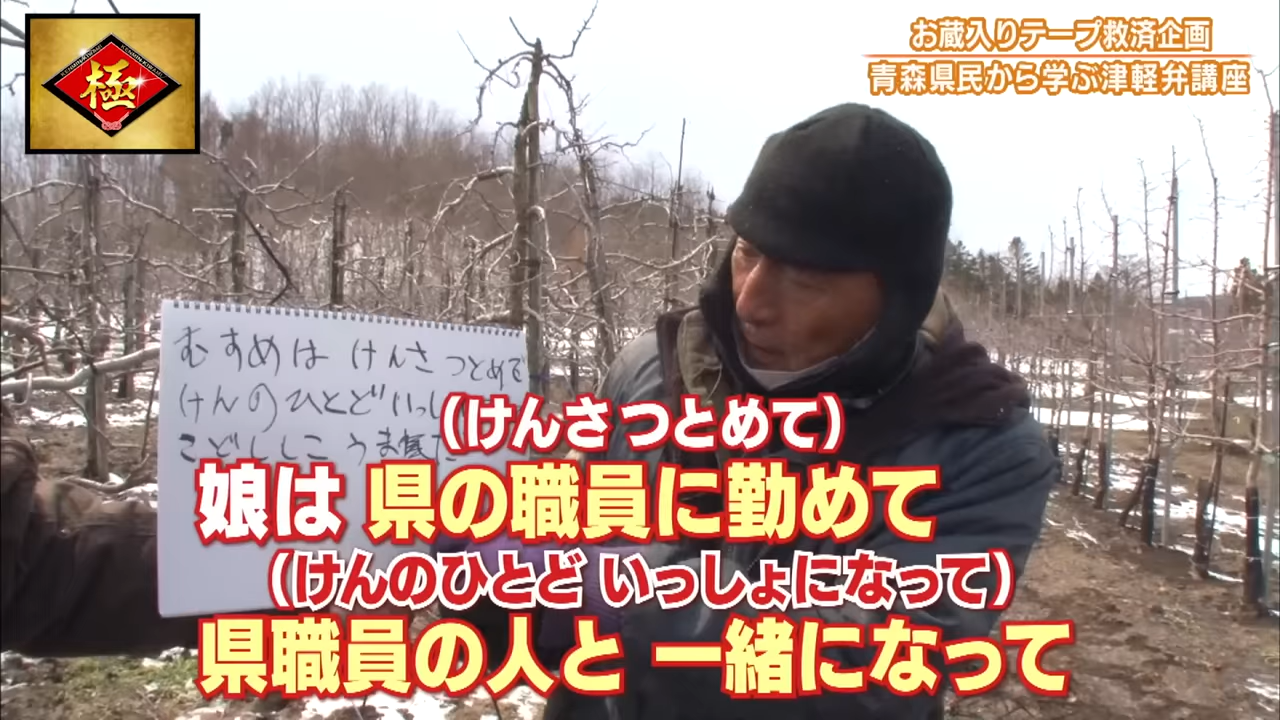 極
お蔵入りテープ救済企画
青森県民から学ぶ津軽弁講座
むすめは けんさ つとめで
けんのひとど いっし
こどししこ うま
(けんさ つとめて)
娘は 県の職員に勤めて
(けんのひとど いっしょになって)
県職員の人と 一緒になって